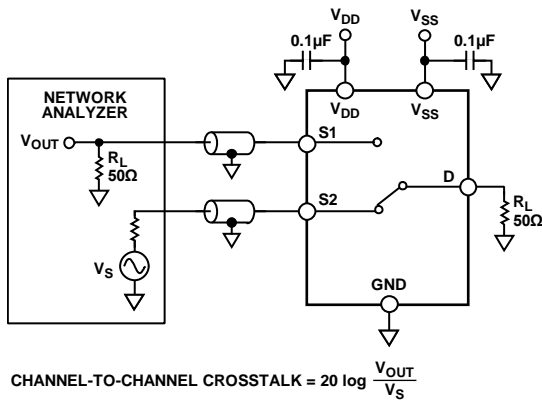 VDD
VSS
0.1µF
0.1µF
VDD
VSS
NETWORK
ANALYZER
VOUT
RL
50Ω
S1
S2
D
RL
50Ω
VS
GND
CHANNEL-TO-CHANNEL CROSSTALK = 20 log VOUT
VS